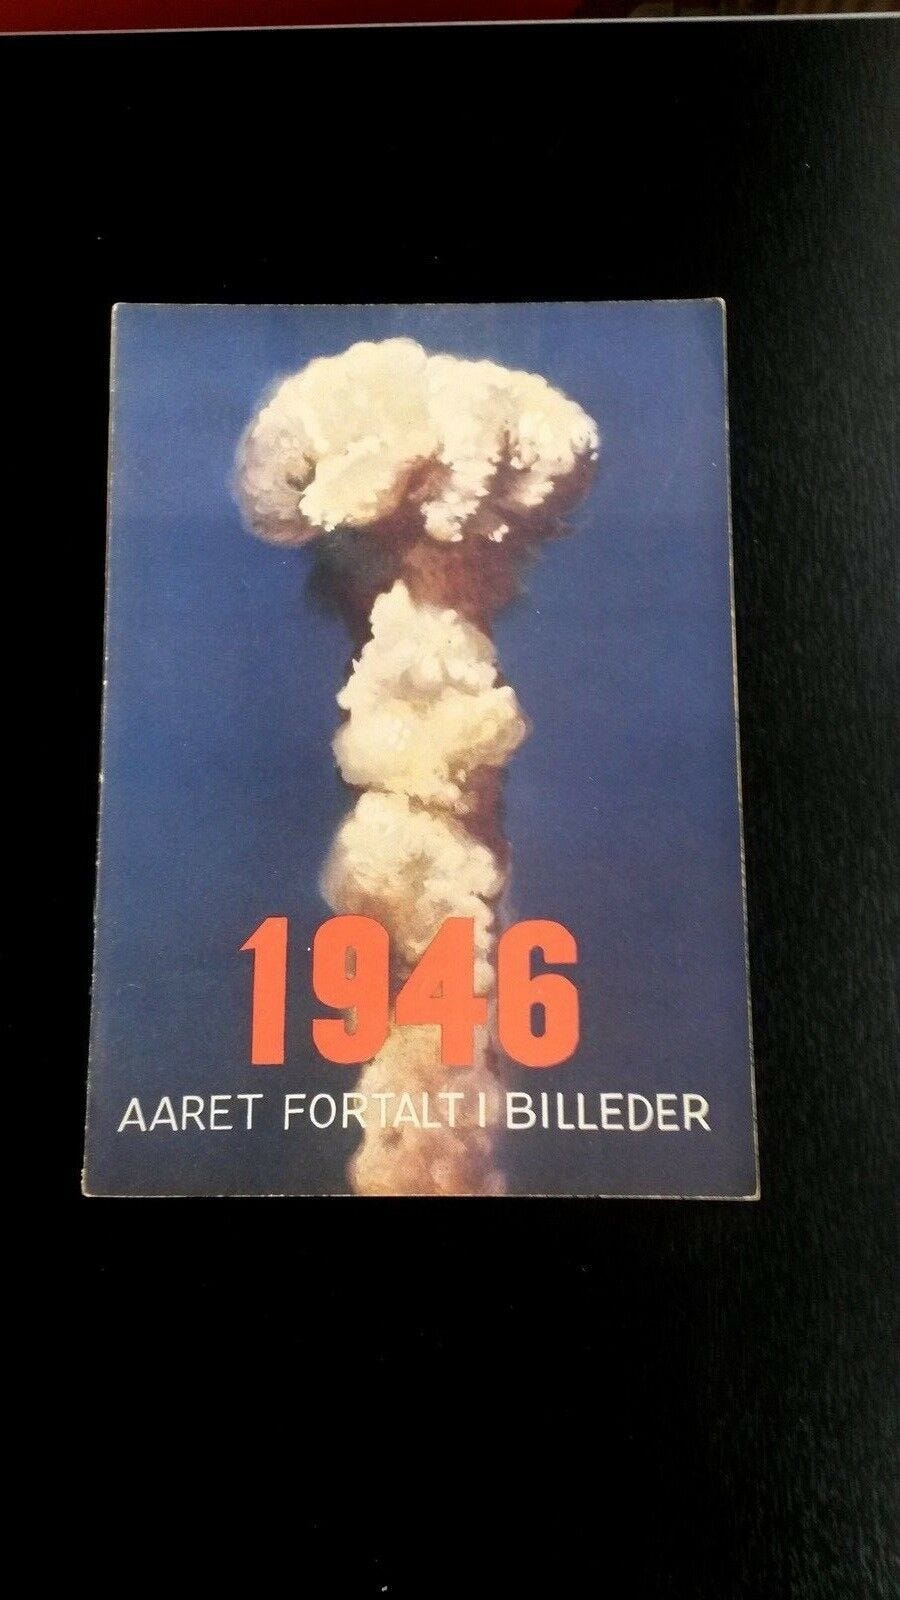 1946
AARET FORTALT I BILLEDER